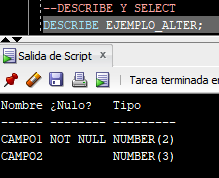 --DESCRIBE Y SELECT
DESCRIBE EJEMPLO_ALTER;
Salida de Script
Tarea terminada en
Nombre ¿Nulo?   Tipo
------ -------- ---------
CAMPO1 NOT NULL NUMBER(2)
CAMPO2          NUMBER(3)